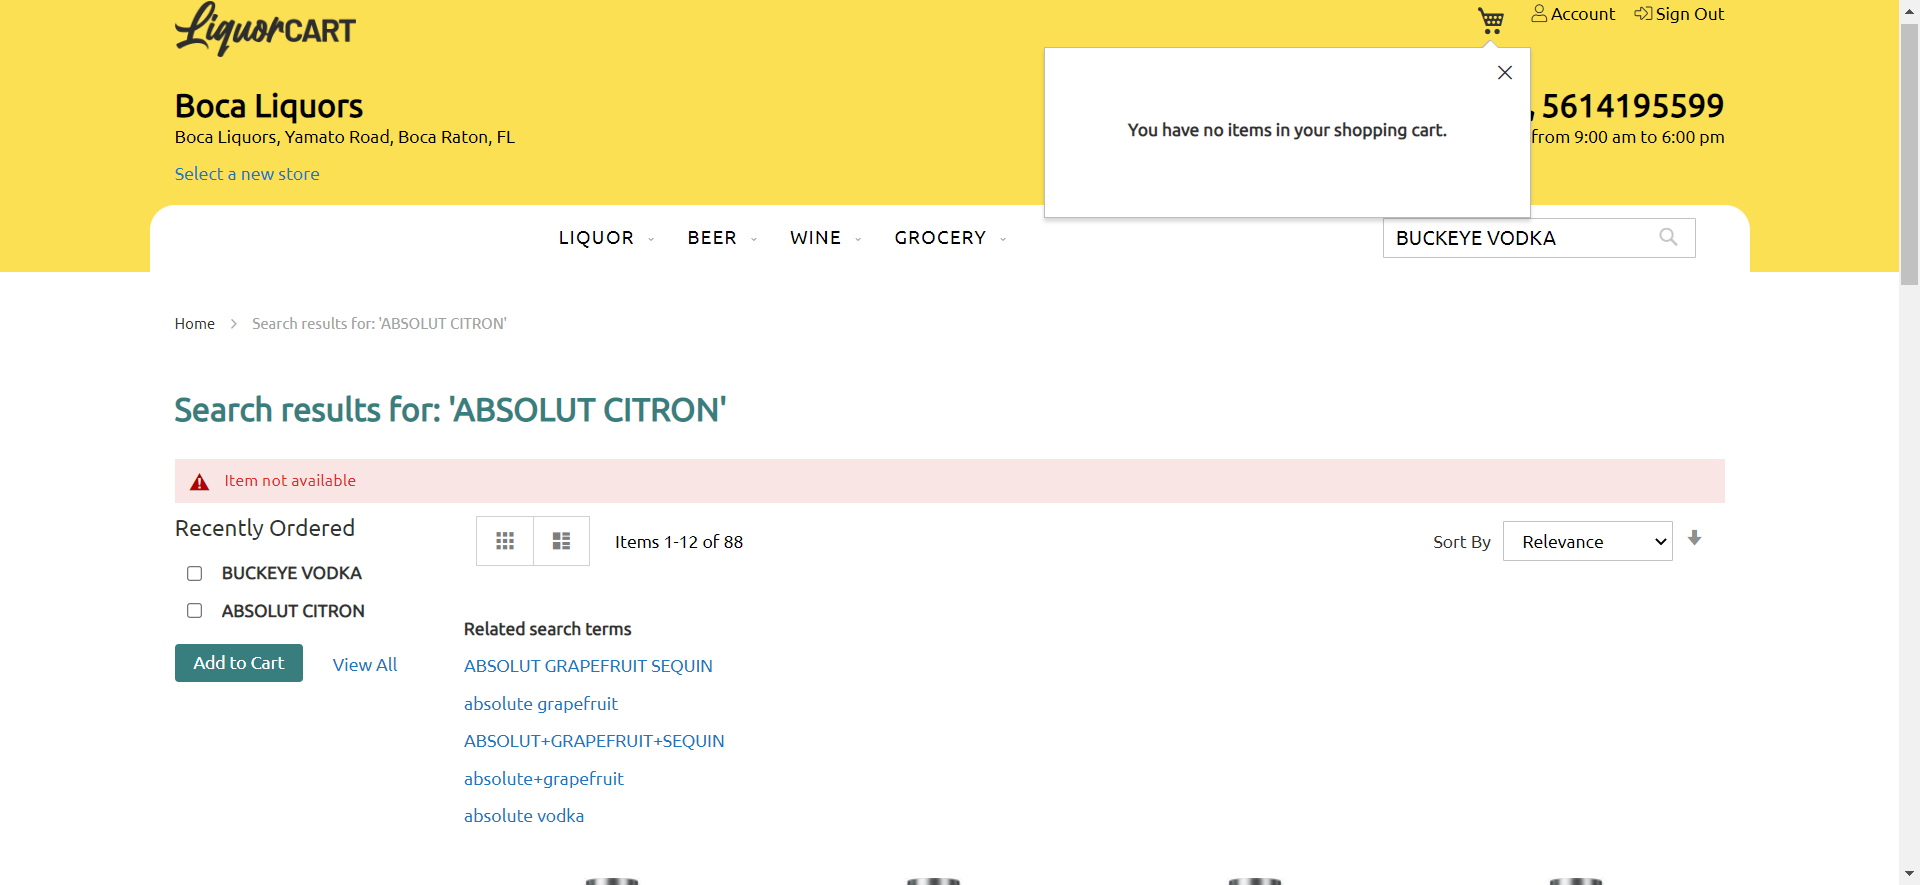 LiquorCART
Account
Sign Out
You have no items in your shopping cart.
Boca Liquors
, 5614195599
Boca Liquors, Yamato Road, Boca Raton, FL
from 9:00 am to 6:00 pm
Select a new store
LIQUOR
BEER
WINE
GROCERY
BUCKEYE VODKA
Home
Search results for: 'ABSOLUT CITRON'
Search results for: 'ABSOLUT CITRON'
Item not available
Recently Ordered
BUCKEYE VODKA
ABSOLUT CITRON
Add to Cart
View All
Items 1-12 of 88
Sort By
Relevance
Related search terms
ABSOLUT GRAPEFRUIT SEQUIN
absolute grapefruit
ABSOLUT+GRAPEFRUIT+SEQUIN
absolute+grapefruit
absolute vodka